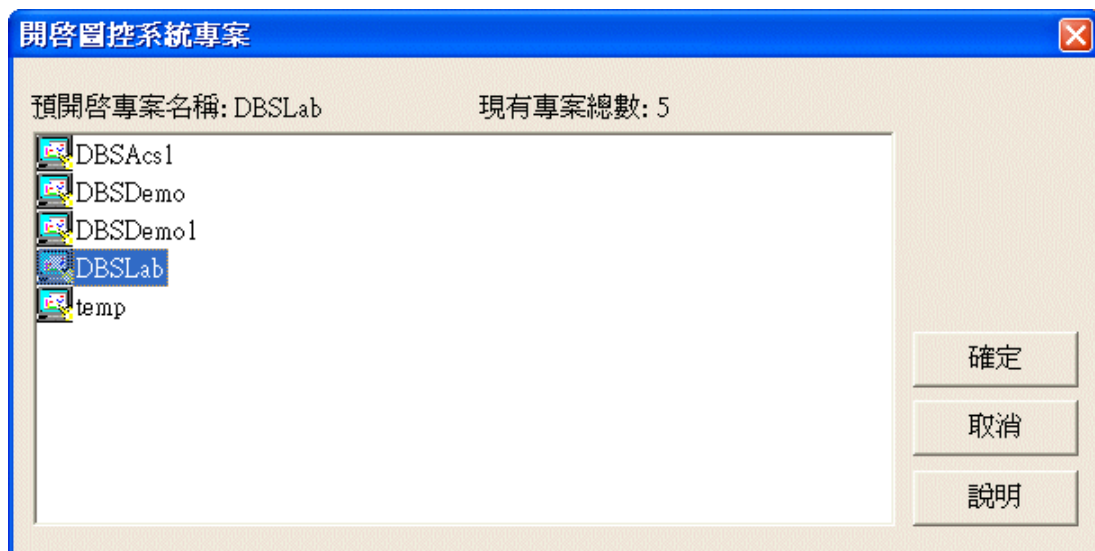 開啓圖控系統專案
預開啓專案名稱: DBSLab 現有專案總數: 5
DBSAcs1
DBSDemo
DBSDemo1
DBSLab
temp
確定
取消
說明